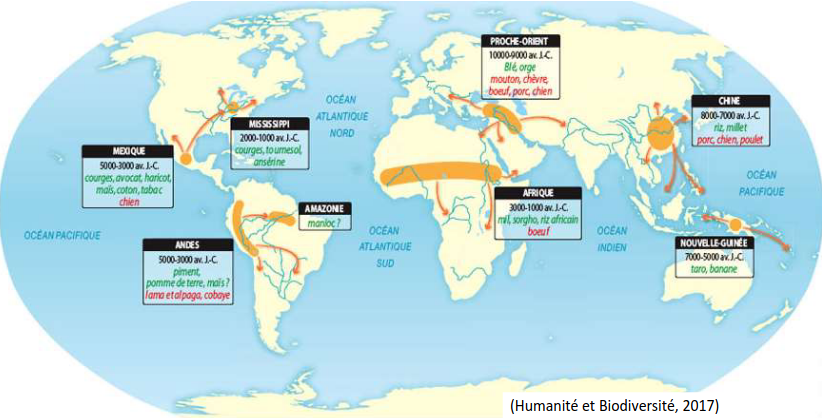 PROCHE-ORIENT
10000-9000 av. J.-C.
Blé, orge
mouton, chèvre,
boeuf, porc, chien
OCÉAN
ATLANTIQUE
NORD
CHINE
8000-7000 av. J.-C.
riz, millet
porc, chien, poulet
MISSISSIPPI
2000-1000 av. J.-C.
courges, tournesol,
ansérine
MEXIQUE
5000-3000 av. J.-C.
courges, avocat, haricot,
maïs, coton, tabac
chien
OCÉAN
PACIFIQUE
AFRIQUE
3000-1000 av. J.-C.
mil, sorgho, riz africain
boeuf
AMAZONIE
manioc ?
OCÉAN PACIFIQUE
OCÉAN
ATLANTIQUE
SUD
OCÉAN
INDIEN
ANDES
5000-3000 av. J.-C.
piment,
pomme de terre, maïs ?
lama et alpaga, cobaye
NOUVELLE-GUINÉE
7000-5000 av. J.-C.
taro, banane
(Humanité et Biodiversité, 2017)